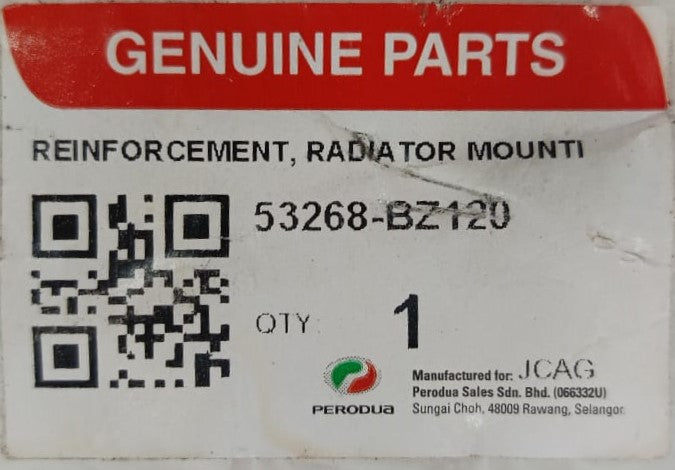 GENUINE PARTS
REINFORCEMENT, RADIATOR MOUNTI
53268-BZ120
QTY: 1
PERODUA
Manufactured for: JCAG
Perodua Sales Sdn. Bhd. (066332U)
Sungai Choh, 48009 Rawang, Selangor.